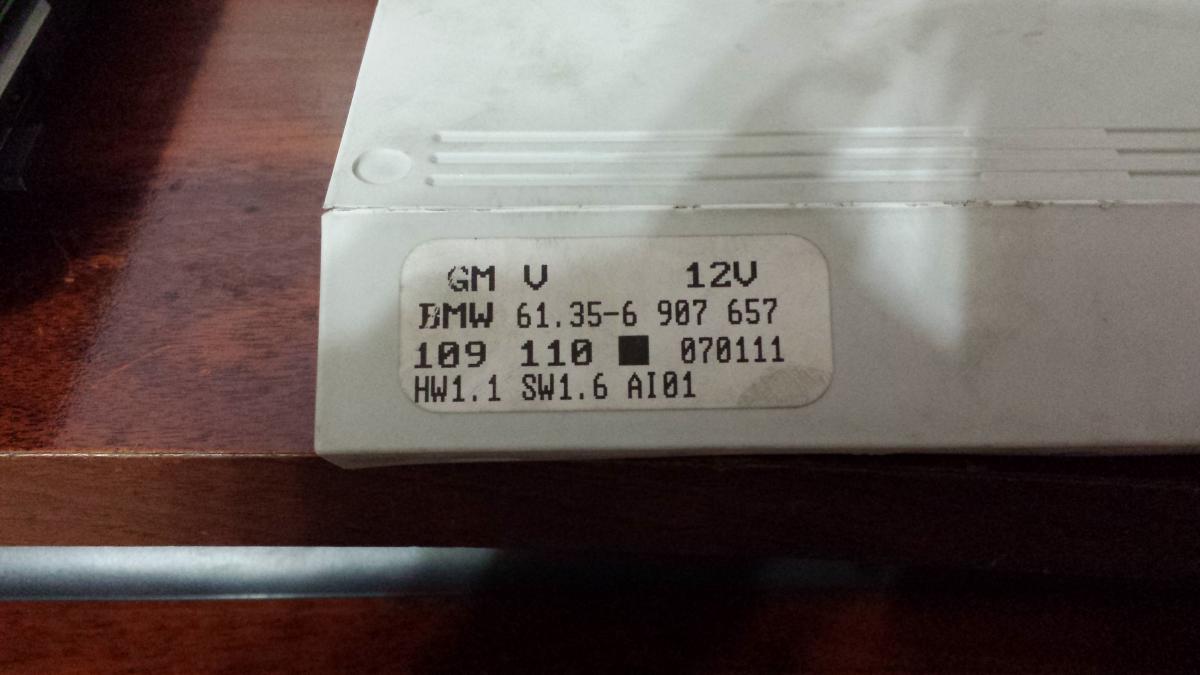 GM V 12V
BMW 61.35-6 907 657
109 110 ■ 070111
HW1.1 SW1.6 AI01